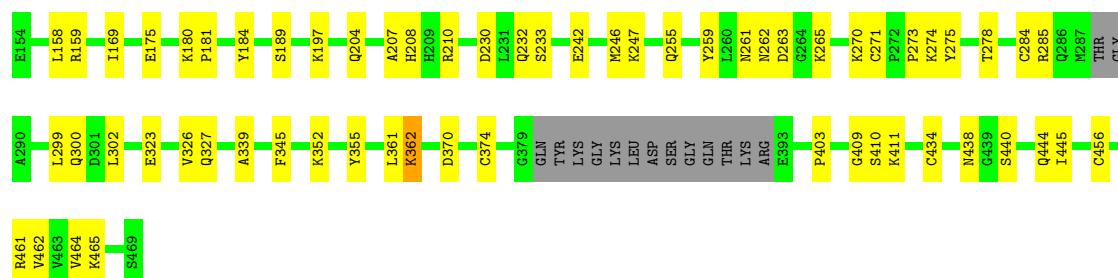 E154 L158 R159 I169 E175 K180 P181 Y184 S189 K197 Q204 A207 H208 H209 R210 D230 L231 Q232 S233 E242 M246 K247 Q255 Y259 L260 N261 N262 D263 G264 K265 K270 C271 P272 P273 K274 Y275 T278 C284 R285 Q286 M287 THR GLY
A290 L299 Q300 D301 L302 E323 V326 Q327 A339 F345 K352 Y355 L361 K362 D370 C374 G379 GLN TYR LYS GLY LYS LEU ASP SER GLY GLN THR LYS ARG E393 P403 G409 S410 K411 C434 N438 G439 S440 Q444 I445 C456
R461 V462 V463 V464 K465 S469